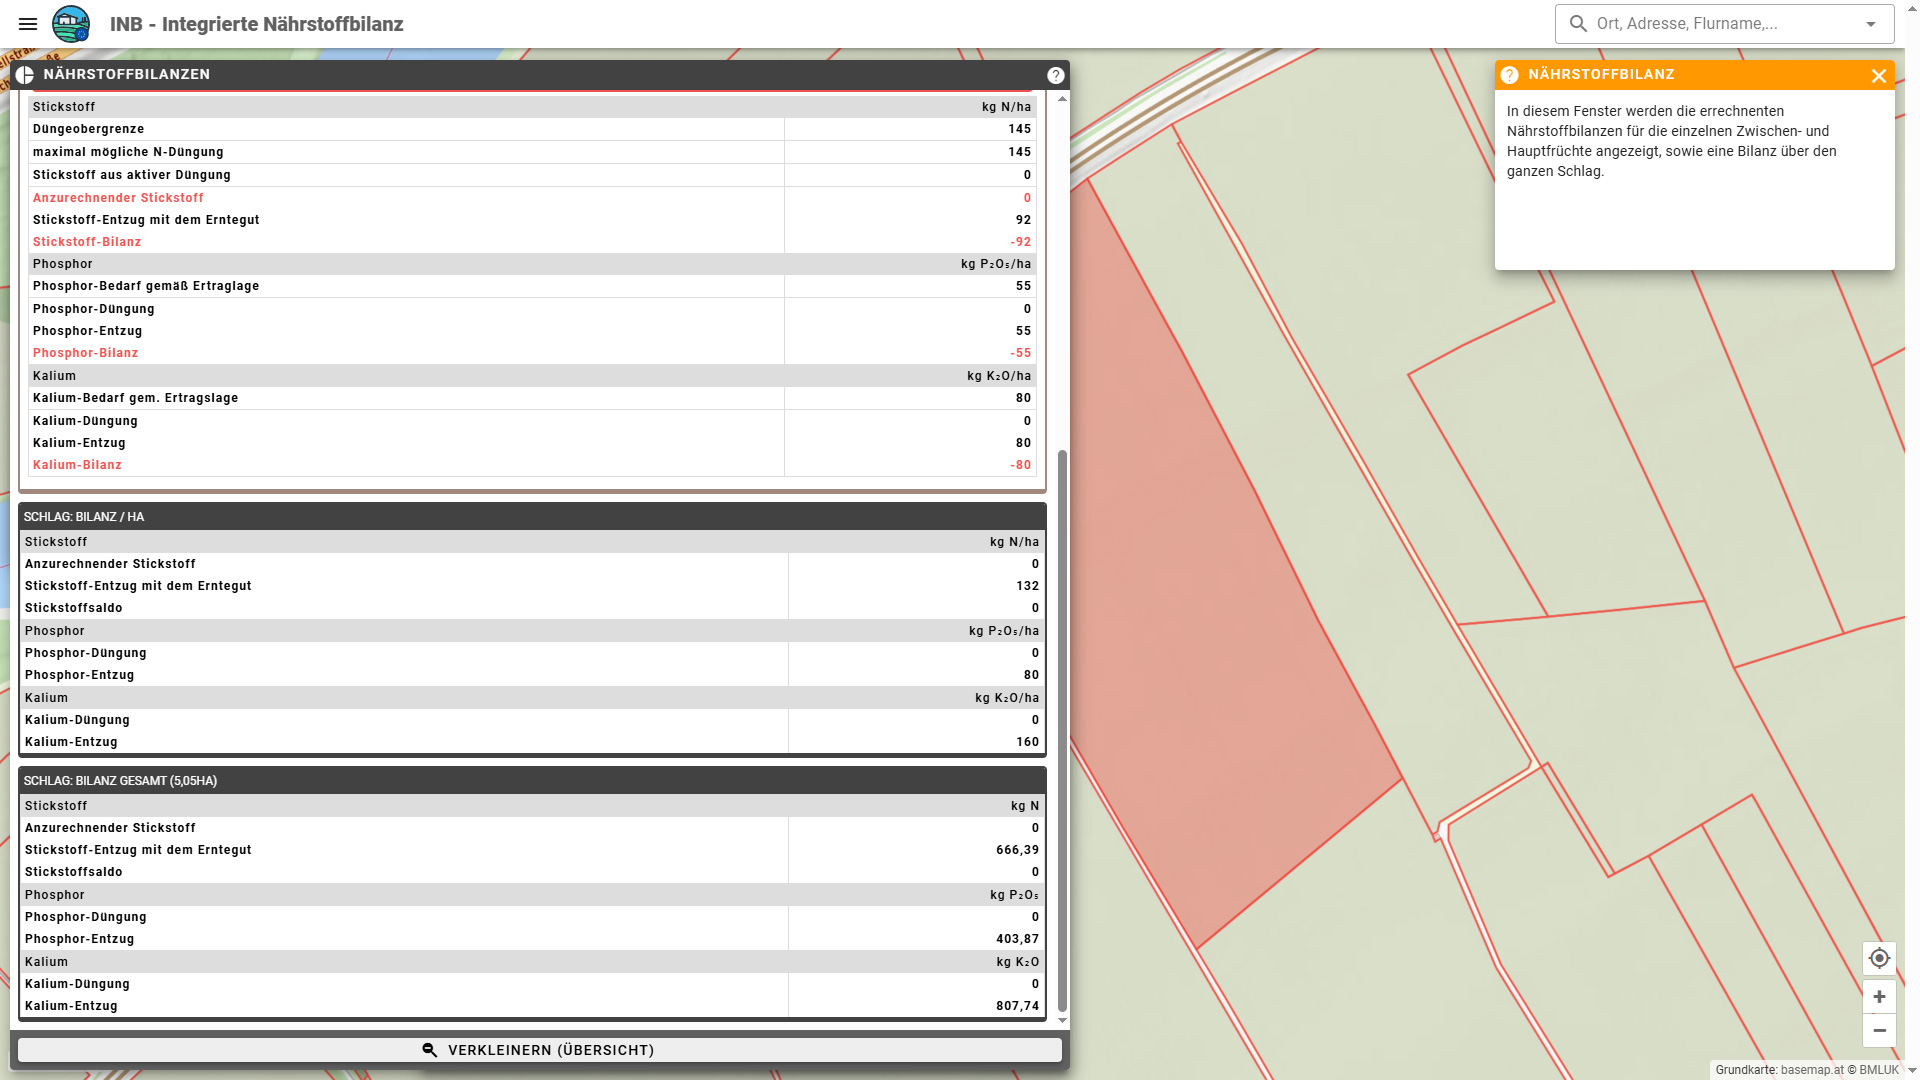 INB - Integrierte Nährstoffbilanz
Ort, Adresse, Flurname,...
NÄHRSTOFFBILANZEN
Stickstoff kg N/ha
Düngeobergrenze 145
maximal mögliche N-Düngung 145
Stickstoff aus aktiver Düngung 0
Anzurechnender Stickstoff 0
Stickstoff-Entzug mit dem Erntegut 92
Stickstoff-Bilanz -92
Phosphor kg P₂O₅/ha
Phosphor-Bedarf gemäß Ertraglage 55
Phosphor-Düngung 0
Phosphor-Entzug 55
Phosphor-Bilanz -55
Kalium kg K₂O/ha
Kalium-Bedarf gem. Ertragslage 80
Kalium-Düngung 0
Kalium-Entzug 80
Kalium-Bilanz -80
SCHLAG: BILANZ / HA
Stickstoff kg N/ha
Anzurechnender Stickstoff 0
Stickstoff-Entzug mit dem Erntegut 132
Stickstoffsaldo 0
Phosphor kg P₂O₅/ha
Phosphor-Düngung 0
Phosphor-Entzug 80
Kalium kg K₂O/ha
Kalium-Düngung 0
Kalium-Entzug 160
SCHLAG: BILANZ GESAMT (5,05HA)
Stickstoff kg N
Anzurechnender Stickstoff 0
Stickstoff-Entzug mit dem Erntegut 666,39
Stickstoffsaldo 0
Phosphor kg P₂O₅
Phosphor-Düngung 0
Phosphor-Entzug 403,87
Kalium kg K₂O
Kalium-Düngung 0
Kalium-Entzug 807,74
VERKLEINERN (ÜBERSICHT)
NÄHRSTOFFBILANZ
In diesem Fenster werden die errechnenten
Nährstoffbilanzen für die einzelnen Zwischen- und
Hauptfrüchte angezeigt, sowie eine Bilanz über den
ganzen Schlag.
Grundkarte: basemap.at © BMLUK